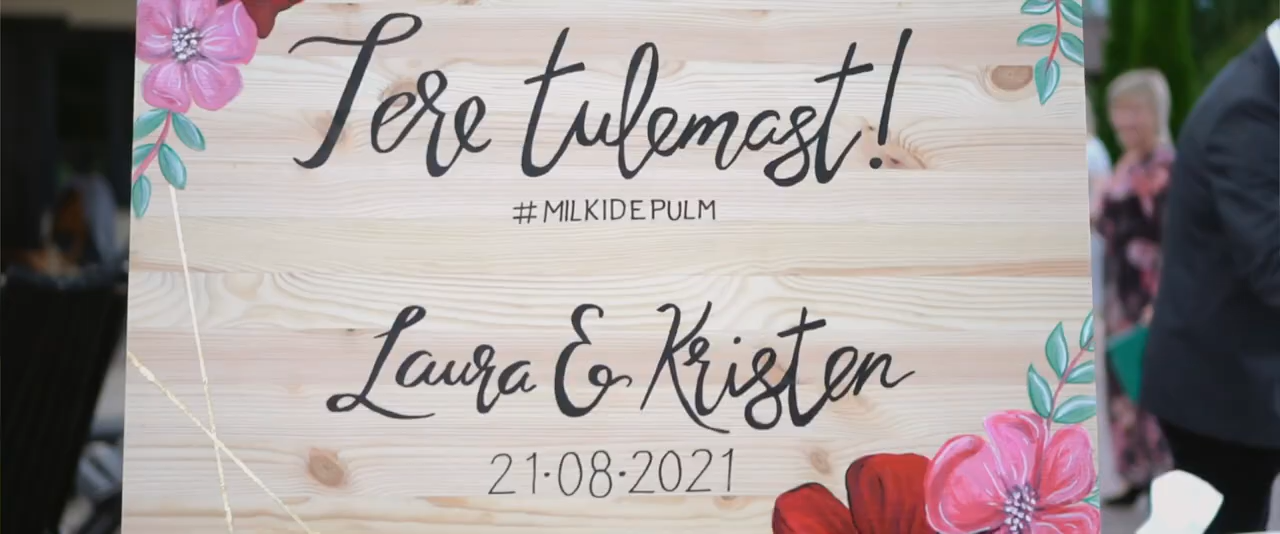 Tere tulemast!
#MILKIDEPULM
Laura & Kristen
21·08·2021